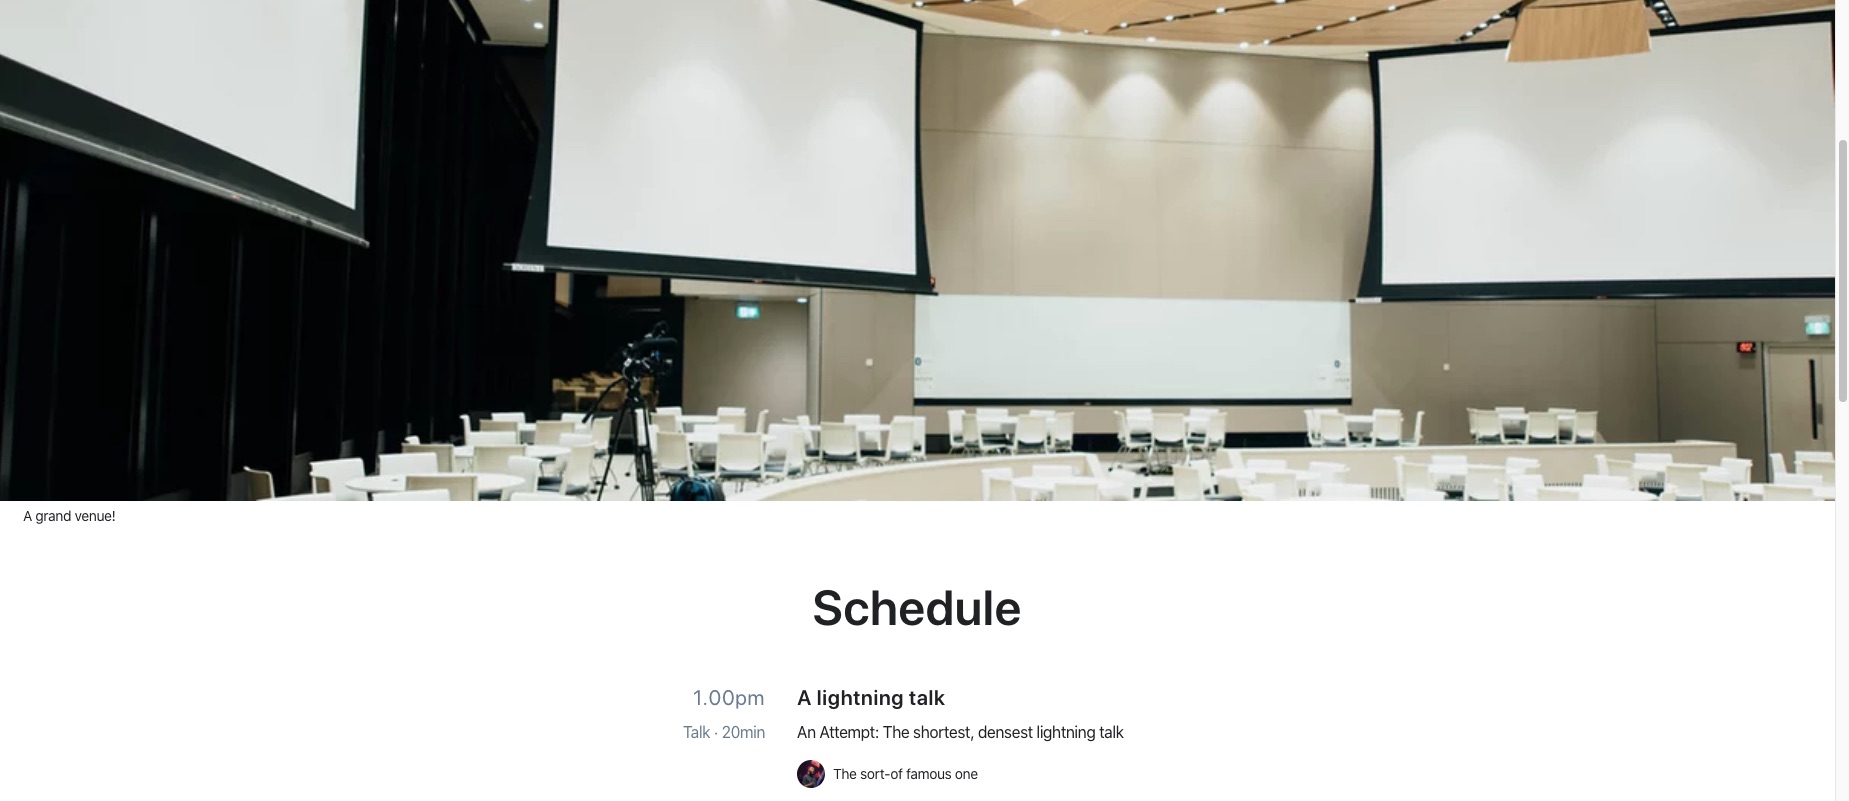 A grand venue!
Schedule
1.00pm
A lightning talk
Talk · 20min
An Attempt: The shortest, densest lightning talk
The sort-of famous one